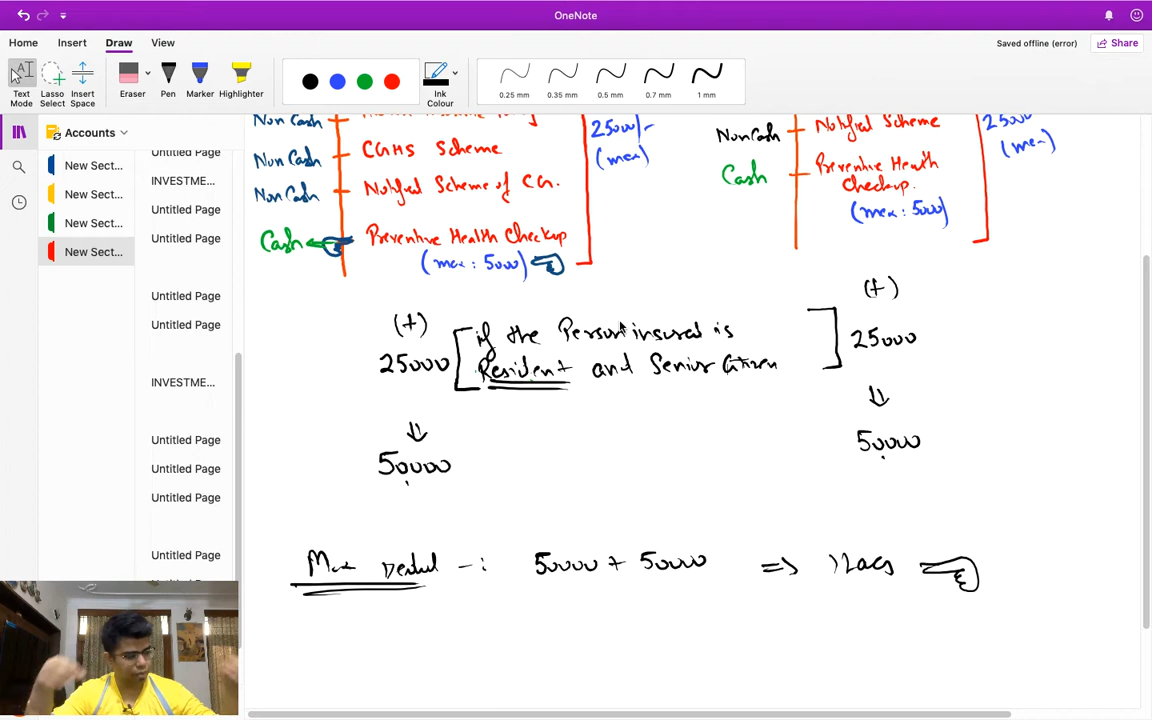 OneNote
Home Insert Draw View
Saved offline (error) Share
Text Mode
Lasso Select
Insert Space
Eraser
Pen
Marker
Highlighter
Ink Colour
0.25 mm 0.35 mm 0.5 mm 0.7 mm 1 mm
Accounts
New Sect...
New Sect...
New Sect...
New Sect...
Untitled Page
INVESTME...
Untitled Page
Untitled Page
Untitled Page
Untitled Page
INVESTME...
Untitled Page
Untitled Page
Untitled Page
Untitled Page
Non Cash
25000/-
(max)
Non Cash CGHS Scheme
Non Cash Notified Scheme of CG.
Cash Preventive Health Checkup
(max : 5000)
Non Cash Notified Scheme
25000
(max)
Cash Preventive Health Checkup.
(max : 5000)
(+)
25000
[if the Person insured is
Resident and Senior Citizen]
(+)
25000
50000
50000
Max 50000 + 50000 ⇒ 1 Lacs